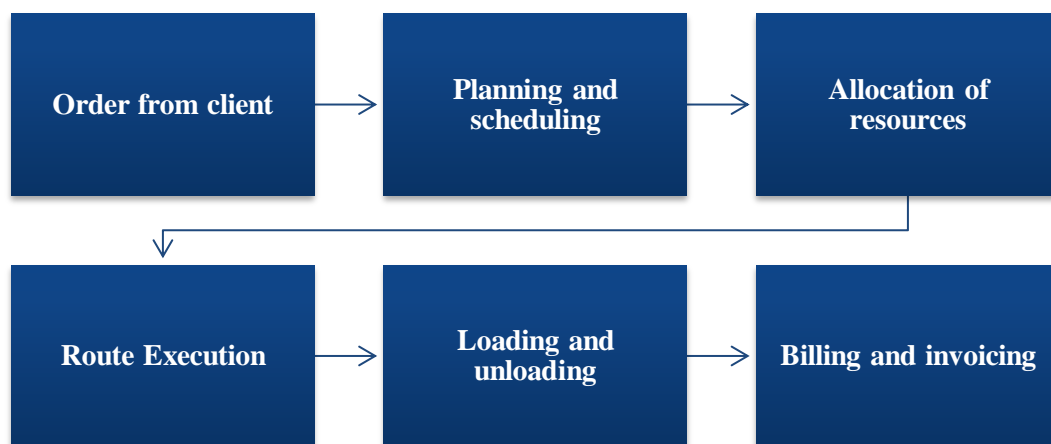 Order from client
Planning and
scheduling
Allocation of
resources
Route Execution
Loading and
unloading
Billing and invoicing